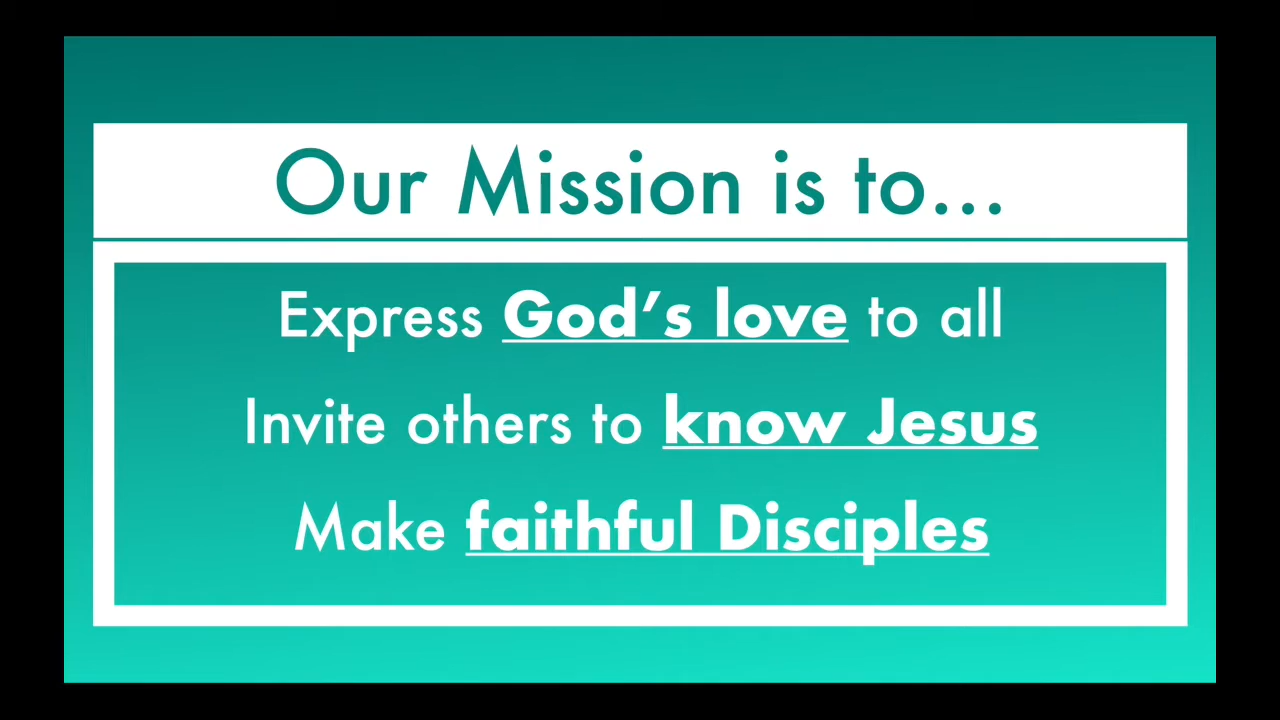 Our Mission is to...
Express God’s love to all
Invite others to know Jesus
Make faithful Disciples